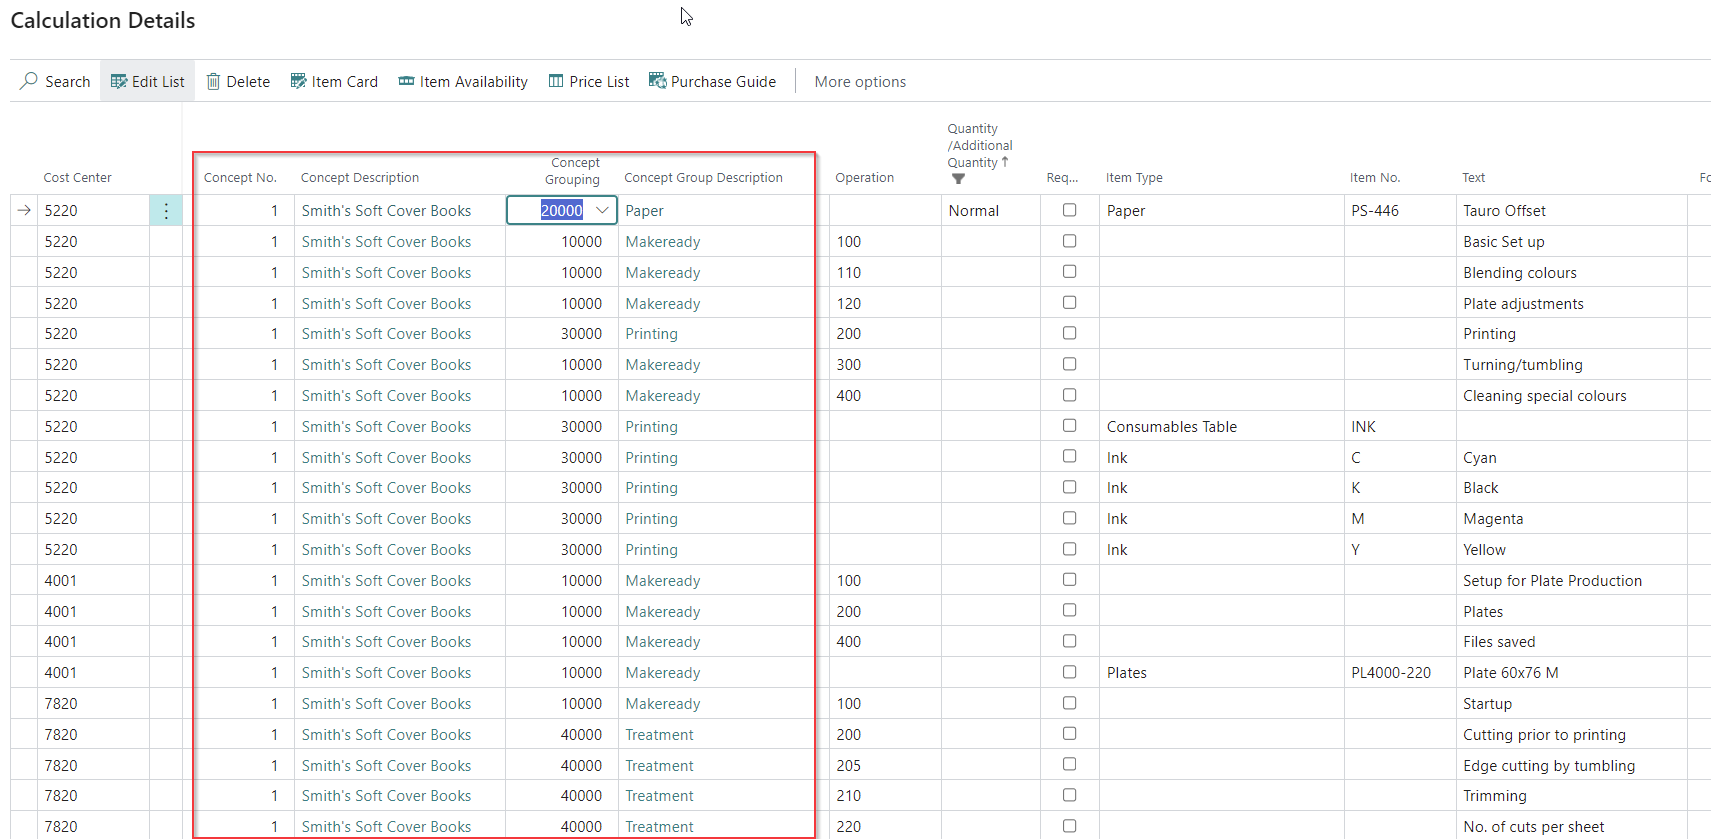 Calculation Details
Search Edit List Delete Item Card Item Availability Price List Purchase Guide More options
Cost Center Concept No. Concept Description Concept Grouping Concept Group Description Operation Quantity /Additional Quantity ↑ Req... Item Type Item No. Text Fo
5220 1 Smith's Soft Cover Books 20000 Paper Normal Paper PS-446 Tauro Offset
5220 1 Smith's Soft Cover Books 10000 Makeready 100 Basic Set up
5220 1 Smith's Soft Cover Books 10000 Makeready 110 Blending colours
5220 1 Smith's Soft Cover Books 10000 Makeready 120 Plate adjustments
5220 1 Smith's Soft Cover Books 30000 Printing 200 Printing
5220 1 Smith's Soft Cover Books 10000 Makeready 300 Turning/tumbling
5220 1 Smith's Soft Cover Books 10000 Makeready 400 Cleaning special colours
5220 1 Smith's Soft Cover Books 30000 Printing Consumables Table INK
5220 1 Smith's Soft Cover Books 30000 Printing Ink C Cyan
5220 1 Smith's Soft Cover Books 30000 Printing Ink K Black
5220 1 Smith's Soft Cover Books 30000 Printing Ink M Magenta
5220 1 Smith's Soft Cover Books 30000 Printing Ink Y Yellow
4001 1 Smith's Soft Cover Books 10000 Makeready 100 Setup for Plate Production
4001 1 Smith's Soft Cover Books 10000 Makeready 200 Plates
4001 1 Smith's Soft Cover Books 10000 Makeready 400 Files saved
4001 1 Smith's Soft Cover Books 10000 Makeready Plates PL4000-220 Plate 60x76 M
7820 1 Smith's Soft Cover Books 10000 Makeready 100 Startup
7820 1 Smith's Soft Cover Books 40000 Treatment 200 Cutting prior to printing
7820 1 Smith's Soft Cover Books 40000 Treatment 205 Edge cutting by tumbling
7820 1 Smith's Soft Cover Books 40000 Treatment 210 Trimming
7820 1 Smith's Soft Cover Books 40000 Treatment 220 No. of cuts per sheet